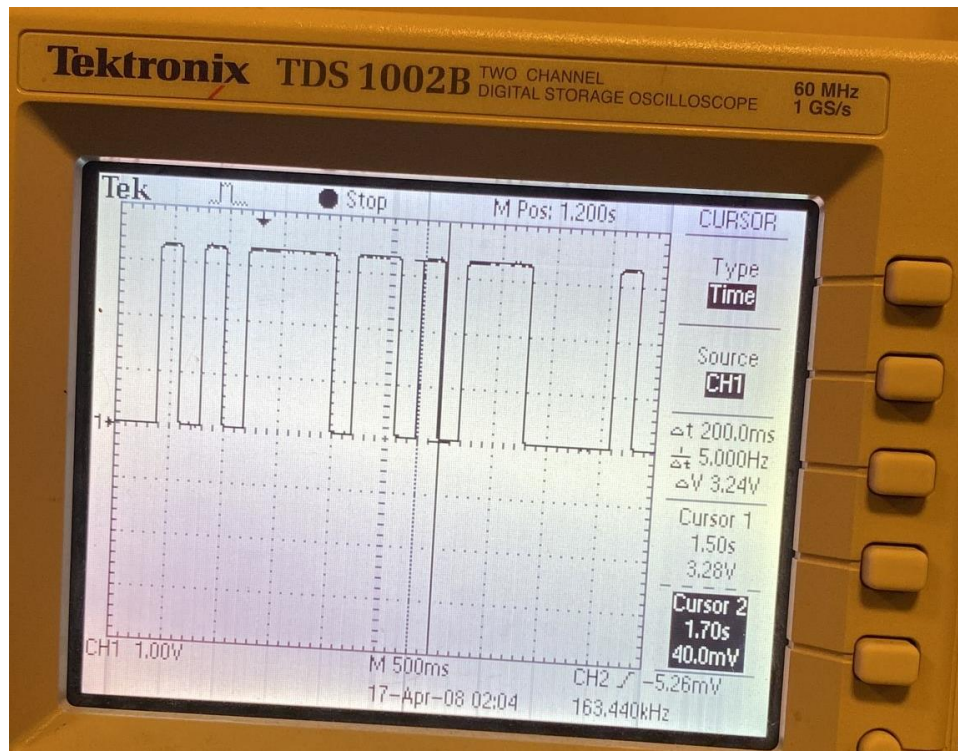 Tektronix TDS 1002B TWO CHANNEL
DIGITAL STORAGE OSCILLOSCOPE
60 MHz
1 GS/s
Tek Stop M Pos: 1.200s CURSOR
Type
Time
Source
CH1
Δt 200.0ms
1/Δt 5.000Hz
ΔV 3.24V
Cursor 1
1.50s
3.28V
Cursor 2
1.70s
40.0mV
1
CH1 1.00V M 500ms CH2 -5.26mV
17-Apr-08 02:04 163.440kHz